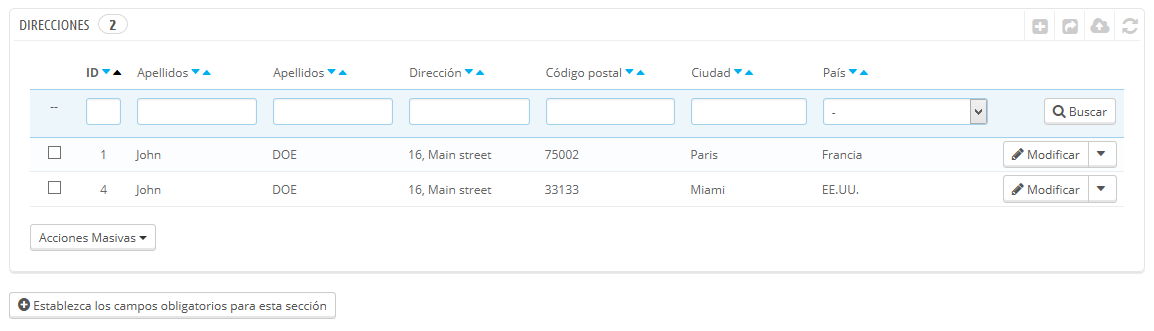 DIRECCIONES 2
ID Apellidos Apellidos Dirección Código postal Ciudad País
-- - Buscar
1 John DOE 16, Main street 75002 Paris Francia Modificar
4 John DOE 16, Main street 33133 Miami EE.UU. Modificar
Acciones Masivas
Establezca los campos obligatorios para esta sección